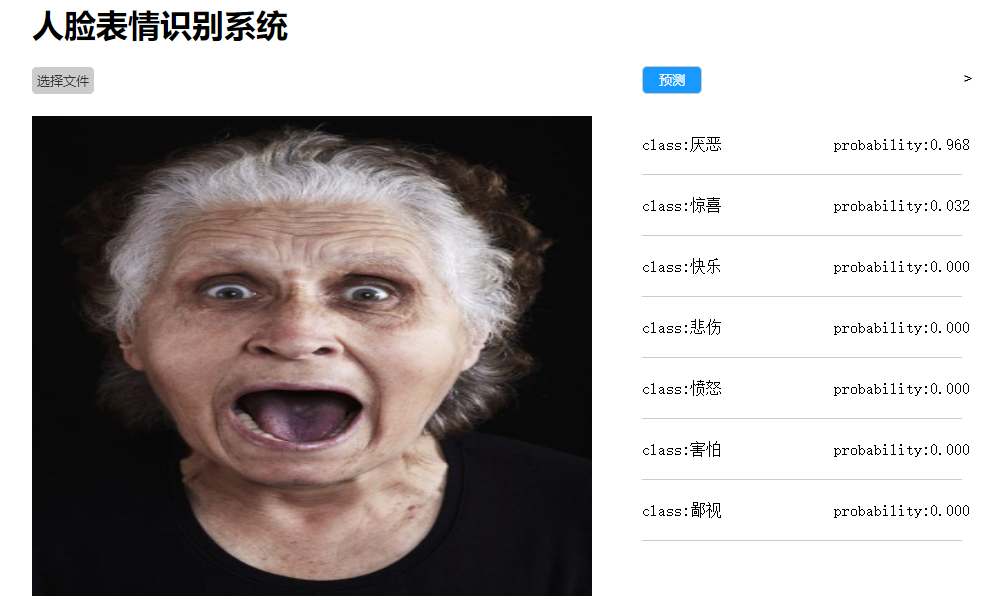 人脸表情识别系统
选择文件
预测 >
class:厌恶 probability:0.968
class:惊喜 probability:0.032
class:快乐 probability:0.000
class:悲伤 probability:0.000
class:愤怒 probability:0.000
class:害怕 probability:0.000
class:鄙视 probability:0.000